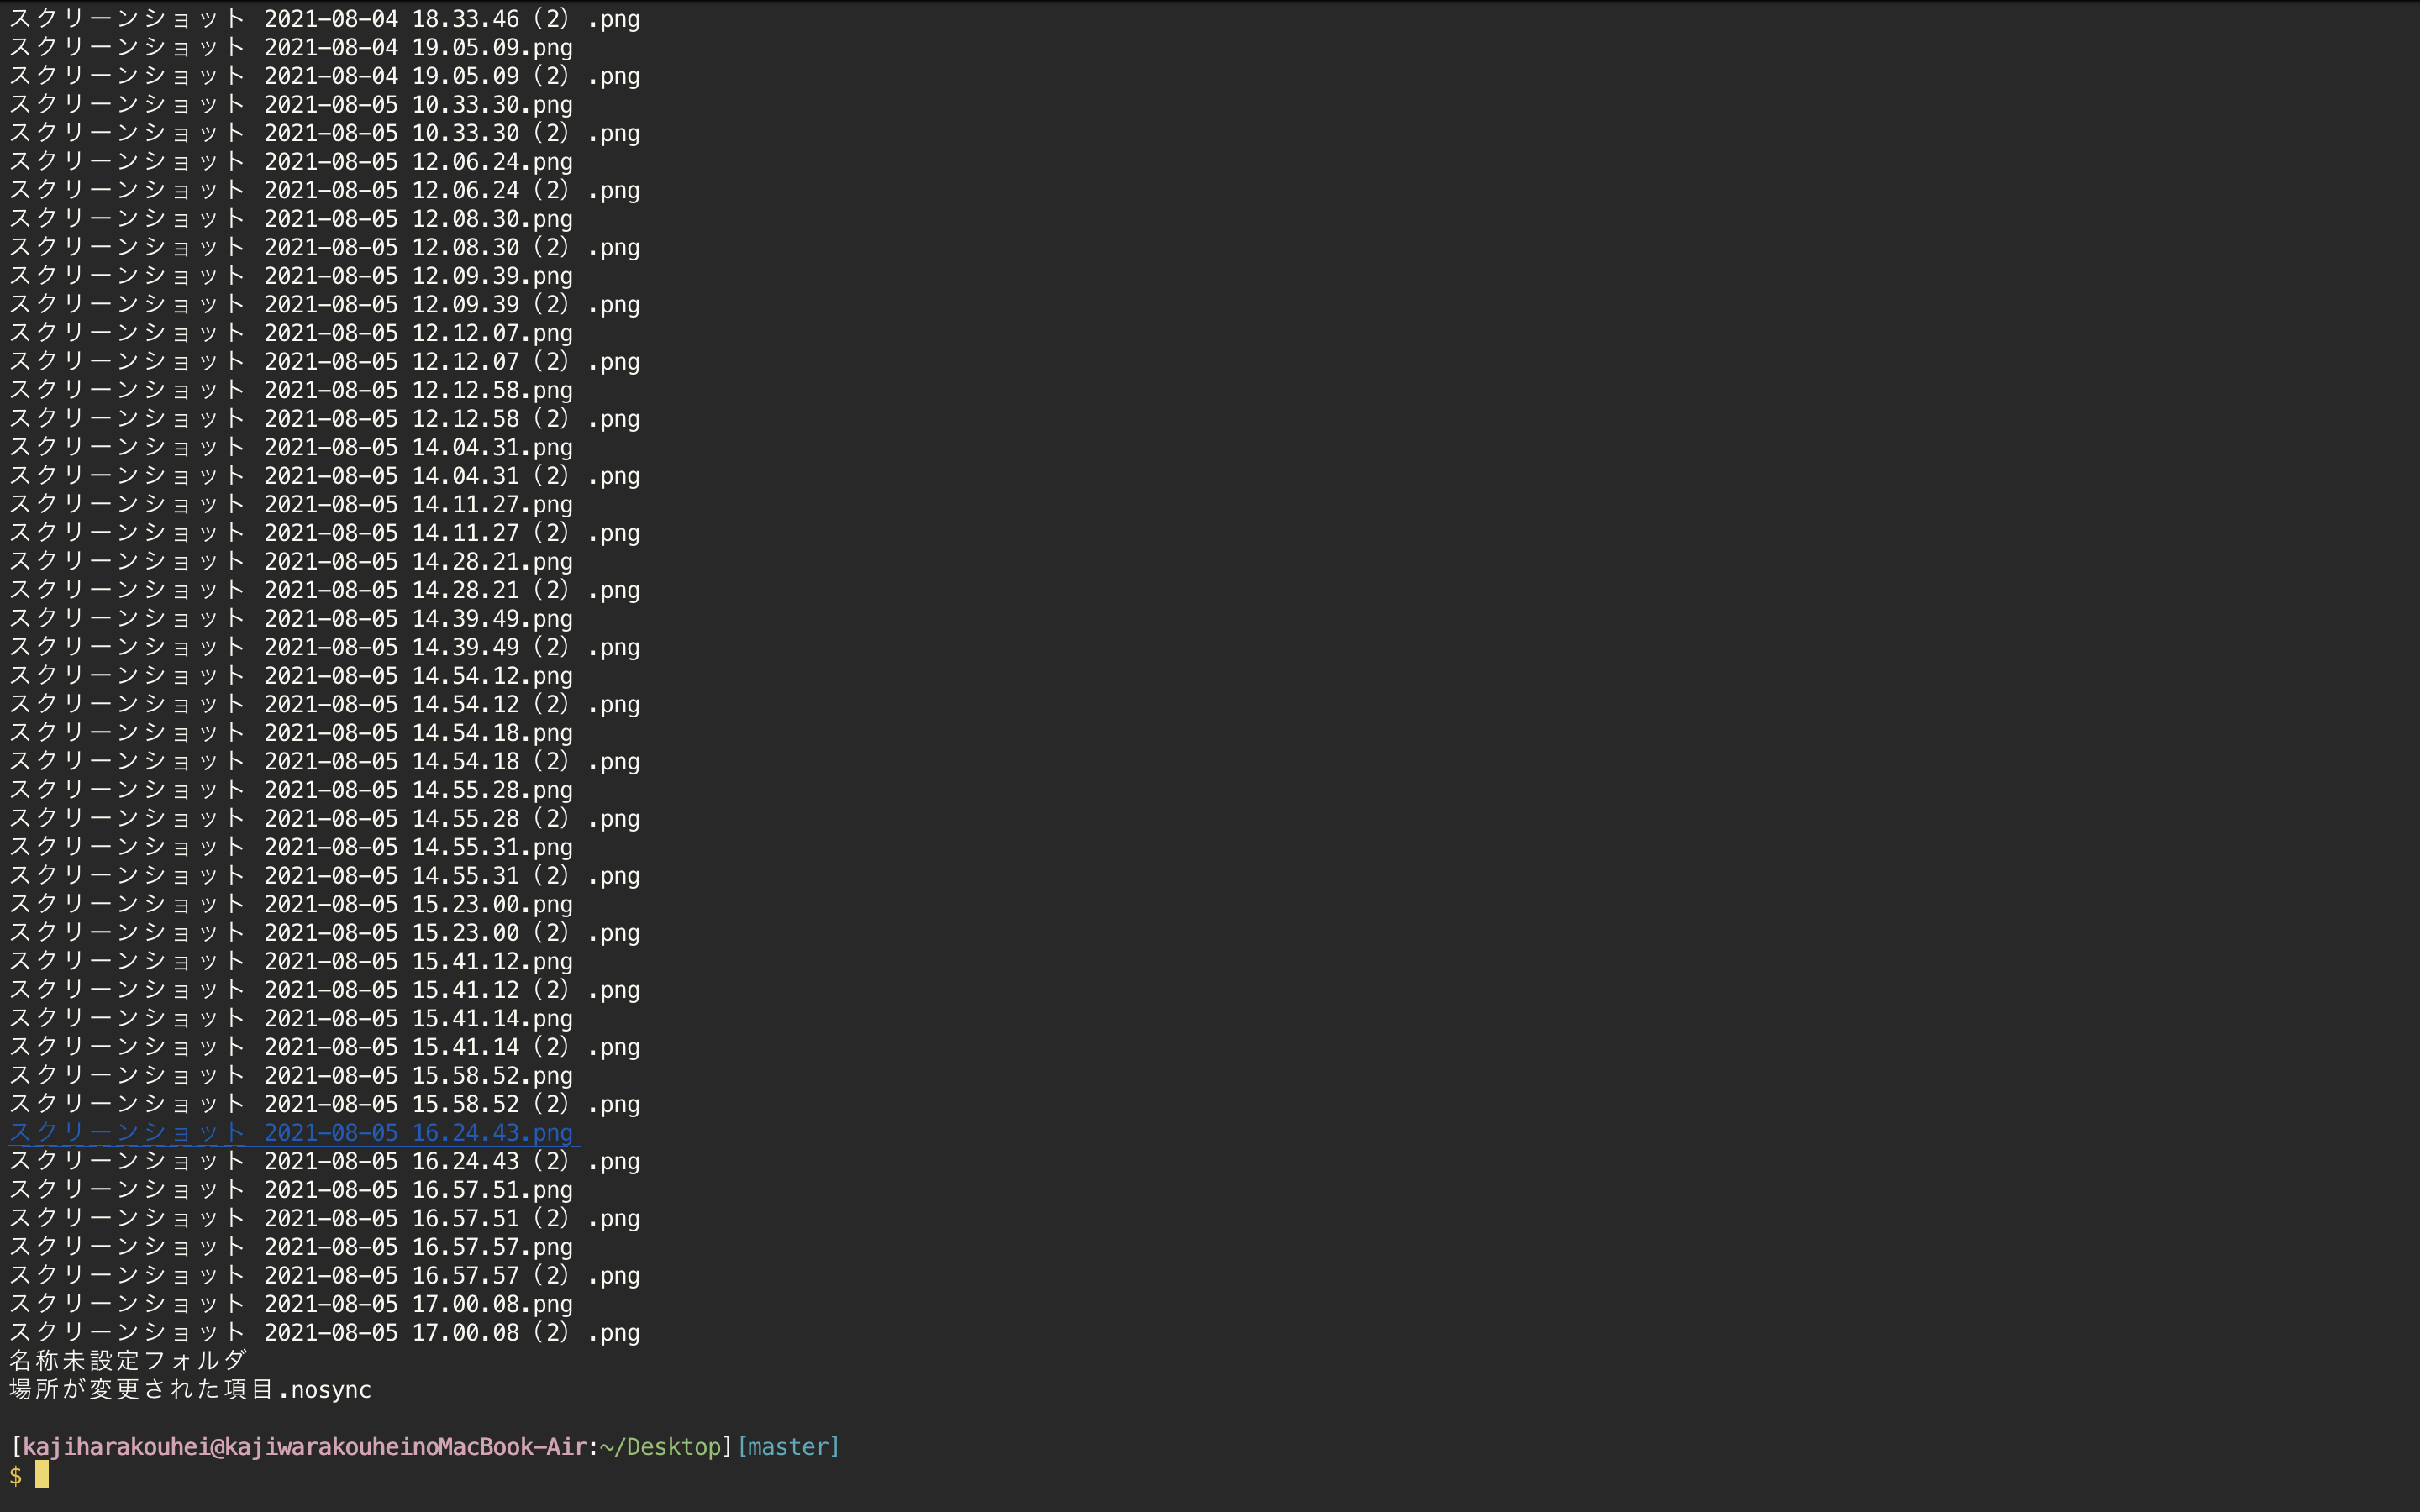 スクリーンショット 2021-08-04 18.33.46（2）.png
スクリーンショット 2021-08-04 19.05.09.png
スクリーンショット 2021-08-04 19.05.09（2）.png
スクリーンショット 2021-08-05 10.33.30.png
スクリーンショット 2021-08-05 10.33.30（2）.png
スクリーンショット 2021-08-05 12.06.24.png
スクリーンショット 2021-08-05 12.06.24（2）.png
スクリーンショット 2021-08-05 12.08.30.png
スクリーンショット 2021-08-05 12.08.30（2）.png
スクリーンショット 2021-08-05 12.09.39.png
スクリーンショット 2021-08-05 12.09.39（2）.png
スクリーンショット 2021-08-05 12.12.07.png
スクリーンショット 2021-08-05 12.12.07（2）.png
スクリーンショット 2021-08-05 12.12.58.png
スクリーンショット 2021-08-05 12.12.58（2）.png
スクリーンショット 2021-08-05 14.04.31.png
スクリーンショット 2021-08-05 14.04.31（2）.png
スクリーンショット 2021-08-05 14.11.27.png
スクリーンショット 2021-08-05 14.11.27（2）.png
スクリーンショット 2021-08-05 14.28.21.png
スクリーンショット 2021-08-05 14.28.21（2）.png
スクリーンショット 2021-08-05 14.39.49.png
スクリーンショット 2021-08-05 14.39.49（2）.png
スクリーンショット 2021-08-05 14.54.12.png
スクリーンショット 2021-08-05 14.54.12（2）.png
スクリーンショット 2021-08-05 14.54.18.png
スクリーンショット 2021-08-05 14.54.18（2）.png
スクリーンショット 2021-08-05 14.55.28.png
スクリーンショット 2021-08-05 14.55.28（2）.png
スクリーンショット 2021-08-05 14.55.31.png
スクリーンショット 2021-08-05 14.55.31（2）.png
スクリーンショット 2021-08-05 15.23.00.png
スクリーンショット 2021-08-05 15.23.00（2）.png
スクリーンショット 2021-08-05 15.41.12.png
スクリーンショット 2021-08-05 15.41.12（2）.png
スクリーンショット 2021-08-05 15.41.14.png
スクリーンショット 2021-08-05 15.41.14（2）.png
スクリーンショット 2021-08-05 15.58.52.png
スクリーンショット 2021-08-05 15.58.52（2）.png
スクリーンショット 2021-08-05 16.24.43.png
スクリーンショット 2021-08-05 16.24.43（2）.png
スクリーンショット 2021-08-05 16.57.51.png
スクリーンショット 2021-08-05 16.57.51（2）.png
スクリーンショット 2021-08-05 16.57.57.png
スクリーンショット 2021-08-05 16.57.57（2）.png
スクリーンショット 2021-08-05 17.00.08.png
スクリーンショット 2021-08-05 17.00.08（2）.png
名称未設定フォルダ
場所が変更された項目.nosync
[kajiharakouhei@kajiwarakouheinoMacBook-Air:~/Desktop][master]
$